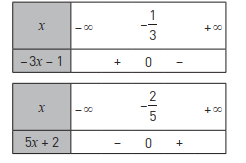 x −∞ −1/3 +∞
−3x − 1 + 0 −
x −∞ −2/5 +∞
5x + 2 − 0 +